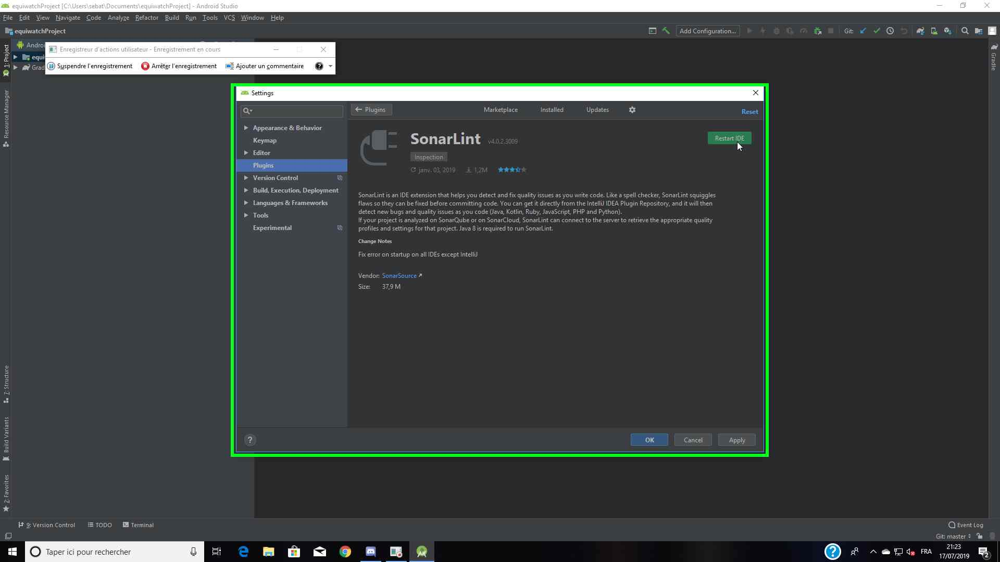 equiwatchProject [C:\Users\sebat\Documents\equiwatchProject] - Android Studio
File Edit View Navigate Code Analyze Refactor Build Run Tools VCS Window Help
equiwatchProject
Add Configuration...
Git:
Enregistreur d'actions utilisateur - Enregistrement en cours
Suspendre l'enregistrement
Arrêter l'enregistrement
Ajouter un commentaire
1: Project
Resource Manager
7: Structure
Build Variants
2: Favorites
Gradle
Settings
Appearance & Behavior
Keymap
Editor
Plugins
Version Control
Build, Execution, Deployment
Languages & Frameworks
Tools
Experimental
Plugins
Marketplace
Installed
Updates
Reset
SonarLint v4.0.2.3009
Restart IDE
Inspection
janv. 03, 2019 1,2M
SonarLint is an IDE extension that helps you detect and fix quality issues as you write code. Like a spell checker, SonarLint squiggles
flaws so they can be fixed before committing code. You can get it directly from the IntelliJ IDEA Plugin Repository, and it will then
detect new bugs and quality issues as you code (Java, Kotlin, Ruby, JavaScript, PHP and Python).
If your project is analyzed on SonarQube or on SonarCloud, SonarLint can connect to the server to retrieve the appropriate quality
profiles and settings for that project. Java 8 is required to run SonarLint.
Change Notes
Fix error on startup on all IDEs except IntelliJ
Vendor: SonarSource
Size: 37,9 M
?
OK
Cancel
Apply
9: Version Control
TODO
Terminal
Event Log
Git: master
Taper ici pour rechercher
FRA
21:23
17/07/2019
2